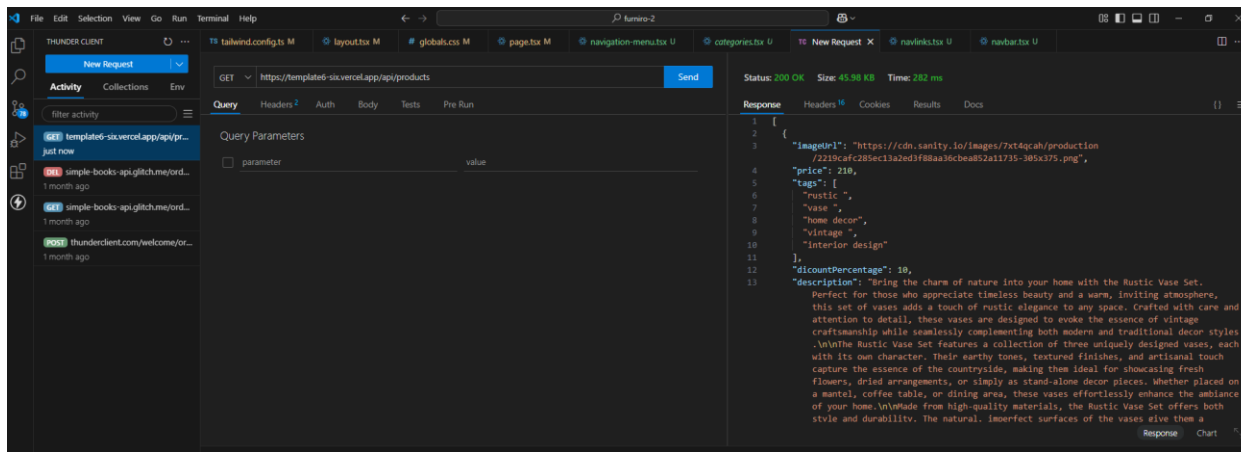 File Edit Selection View Go Run Terminal Help
furniro-2
THUNDER CLIENT
TS tailwind.config.ts M
layout.tsx M
# globals.css M
page.tsx M
navigation-menu.tsx U
categories.tsx U
TC New Request
navlinks.tsx U
navbar.tsx U
New Request
Activity Collections Env
filter activity
GET template6-six.vercel.app/api/pr...
just now
DEL simple-books-api.glitch.me/ord...
1 month ago
GET simple-books-api.glitch.me/ord...
1 month ago
POST thunderclient.com/welcome/or...
1 month ago
78
GET https://template6-six.vercel.app/api/products Send
Query Headers 2 Auth Body Tests Pre Run
Query Parameters
parameter value
Status: 200 OK Size: 45.98 KB Time: 282 ms
Response Headers 16 Cookies Results Docs {}
1 [
2 {
3 "imageUrl": "https://cdn.sanity.io/images/7xt4qcah/production
/2219cafc285ec13a2ed3f88aa36cbea852a11735-305x375.png",
4 "price": 210,
5 "tags": [
6 "rustic ",
7 "vase ",
8 "home decor",
9 "vintage ",
10 "interior design"
11 ],
12 "dicountPercentage": 10,
13 "description": "Bring the charm of nature into your home with the Rustic Vase Set.
Perfect for those who appreciate timeless beauty and a warm, inviting atmosphere,
this set of vases adds a touch of rustic elegance to any space. Crafted with care and
attention to detail, these vases are designed to evoke the essence of vintage
craftsmanship while seamlessly complementing both modern and traditional decor styles
.\n\nThe Rustic Vase Set features a collection of three uniquely designed vases, each
with its own character. Their earthy tones, textured finishes, and artisanal touch
capture the essence of the countryside, making them ideal for showcasing fresh
flowers, dried arrangements, or simply as stand-alone decor pieces. Whether placed on
a mantel, coffee table, or dining area, these vases effortlessly enhance the ambiance
of your home.\n\nMade from high-quality materials, the Rustic Vase Set offers both
style and durability. The natural, imperfect surfaces of the vases give them a
Response Chart